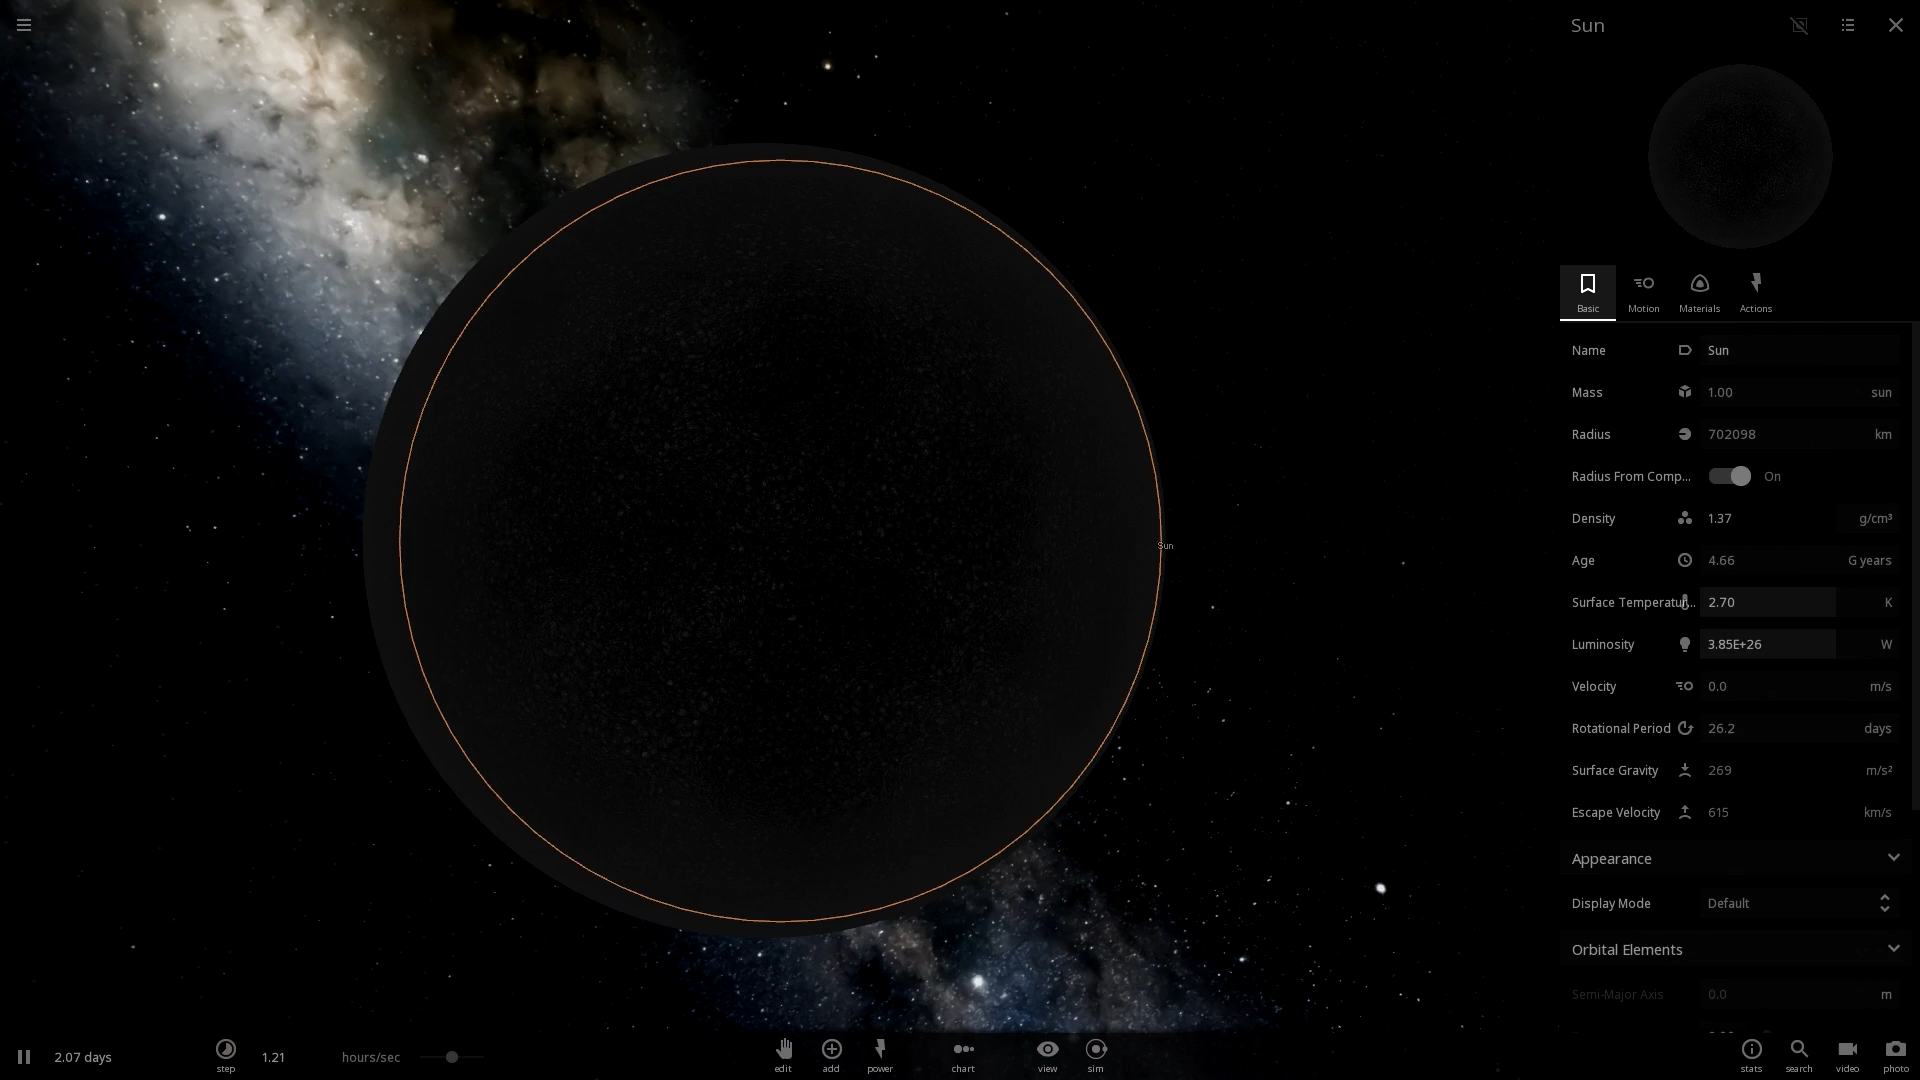 Sun
Basic
Motion
Materials
Actions
Name Sun
Mass 1.00 sun
Radius 702098 km
Radius From Comp... On
Density 1.37 g/cm³
Age 4.66 G years
Surface Temperatur... 2.70 K
Luminosity 3.85E+26 W
Velocity 0.0 m/s
Rotational Period 26.2 days
Surface Gravity 269 m/s²
Escape Velocity 615 km/s
Appearance
Display Mode Default
Orbital Elements
Semi-Major Axis 0.0 m
Sun
2.07 days
step
1.21 hours/sec
edit
add
power
chart
view
sim
stats
search
video
photo